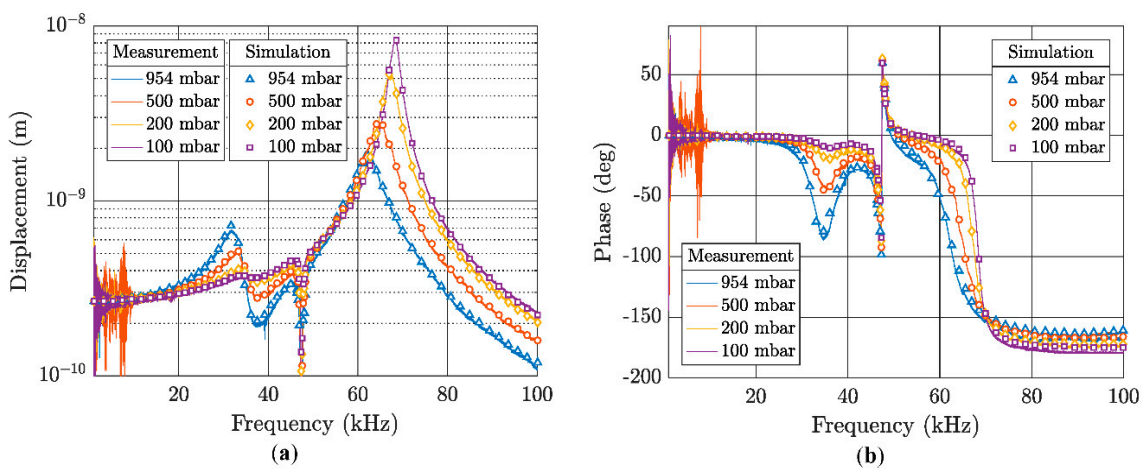 10⁻⁸
10⁻⁹
10⁻¹⁰
Displacement (m)
Measurement
954 mbar
500 mbar
200 mbar
100 mbar
Simulation
954 mbar
500 mbar
200 mbar
100 mbar
20 40 60 80 100
Frequency (kHz)
(a)
50
0
-50
-100
-150
-200
Phase (deg)
Simulation
954 mbar
500 mbar
200 mbar
100 mbar
Measurement
954 mbar
500 mbar
200 mbar
100 mbar
20 40 60 80 100
Frequency (kHz)
(b)